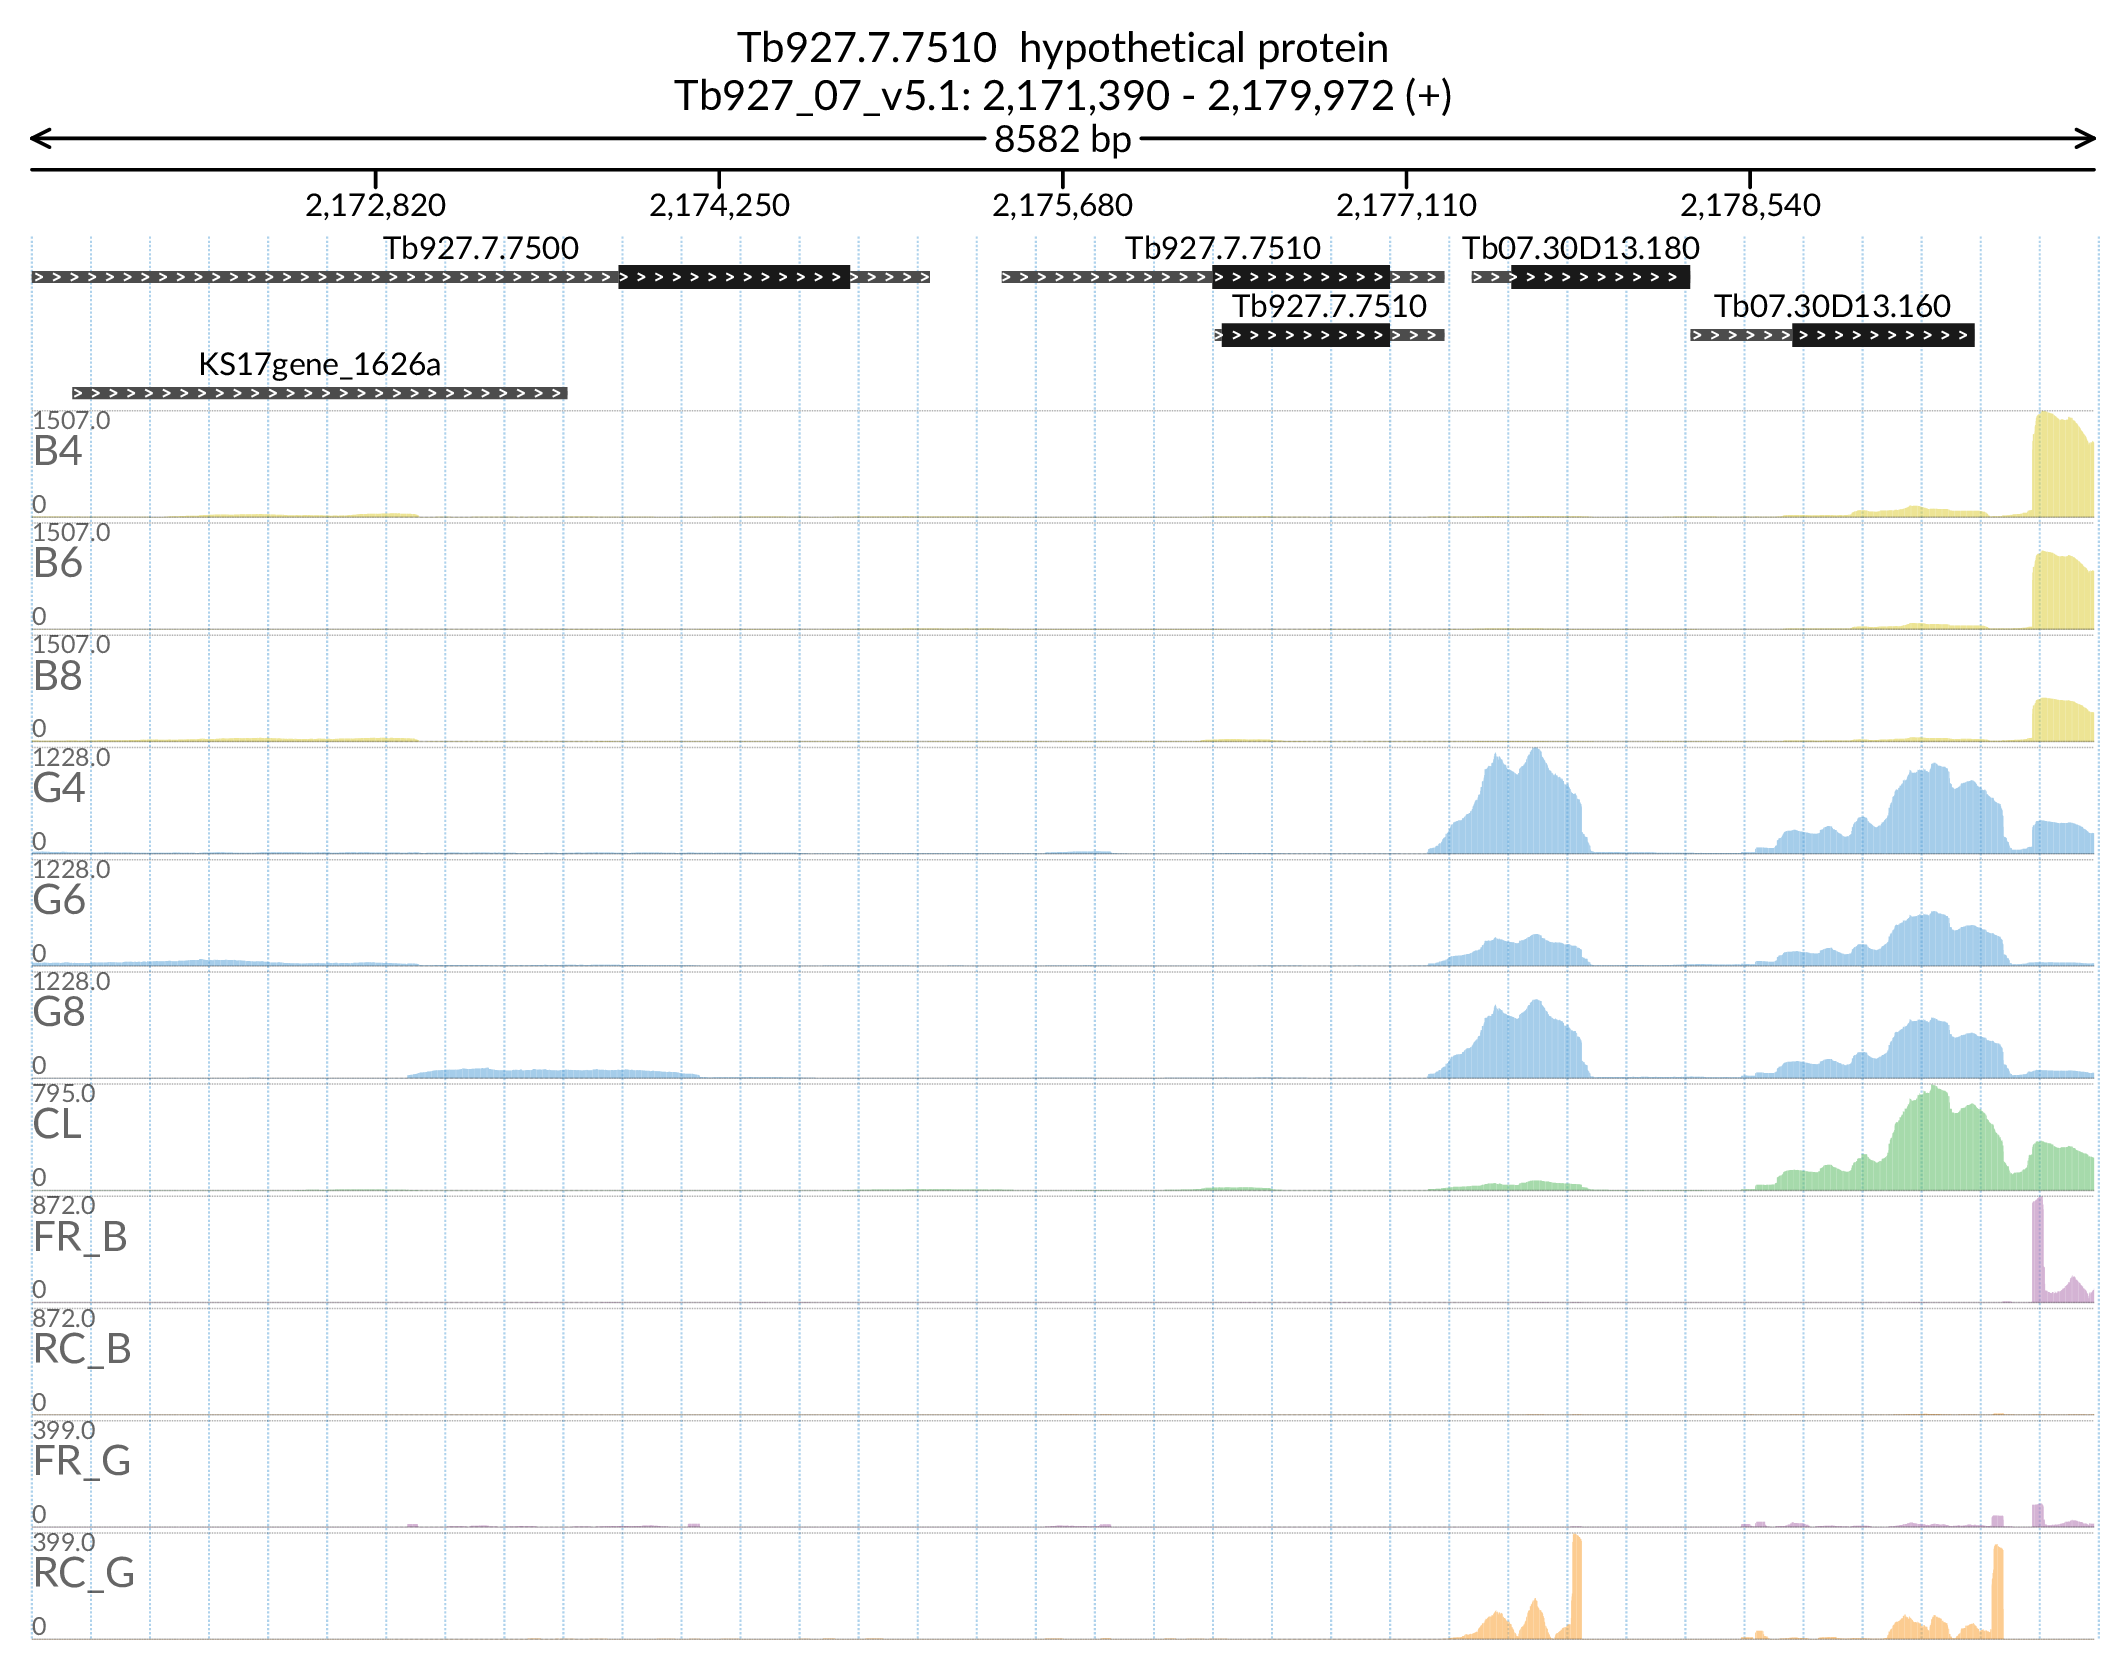 Tb927.7.7510  hypothetical protein
Tb927_07_v5.1: 2,171,390 - 2,179,972 (+)
8582 bp
2,172,820 2,174,250 2,175,680 2,177,110 2,178,540
Tb927.7.7500 Tb927.7.7510 Tb07.30D13.180
Tb927.7.7510 Tb07.30D13.160
KS17gene_1626a
1507.0
B4
0
1507.0
B6
0
1507.0
B8
0
1228.0
G4
0
1228.0
G6
0
1228.0
G8
0
795.0
CL
0
872.0
FR_B
0
872.0
RC_B
0
399.0
FR_G
0
399.0
RC_G
0